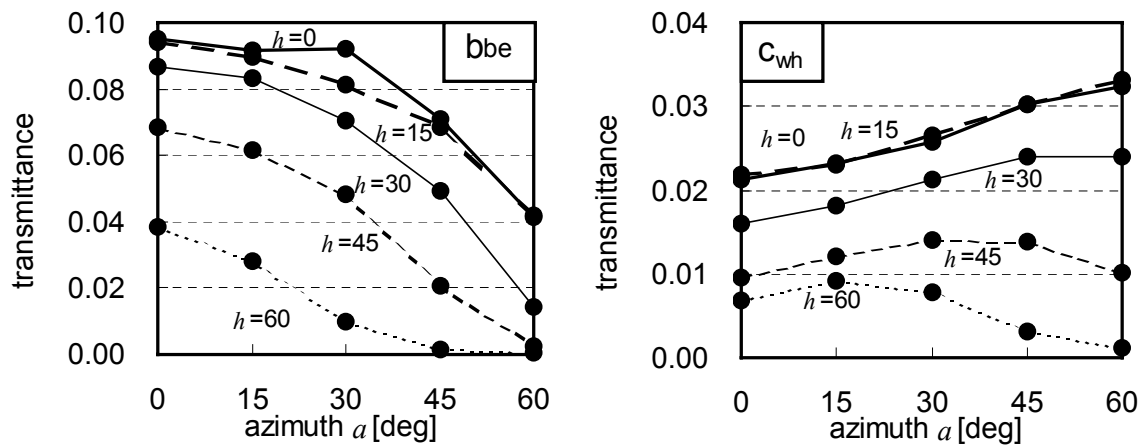 0.10
0.08
0.06
0.04
0.02
0.00
transmittance
h=0
bbe
h=15
h=30
h=45
h=60
0 15 30 45 60
azimuth a [deg]
0.04
0.03
0.02
0.01
0.00
transmittance
cwh
h=0
h=15
h=30
h=45
h=60
0 15 30 45 60
azimuth a [deg]